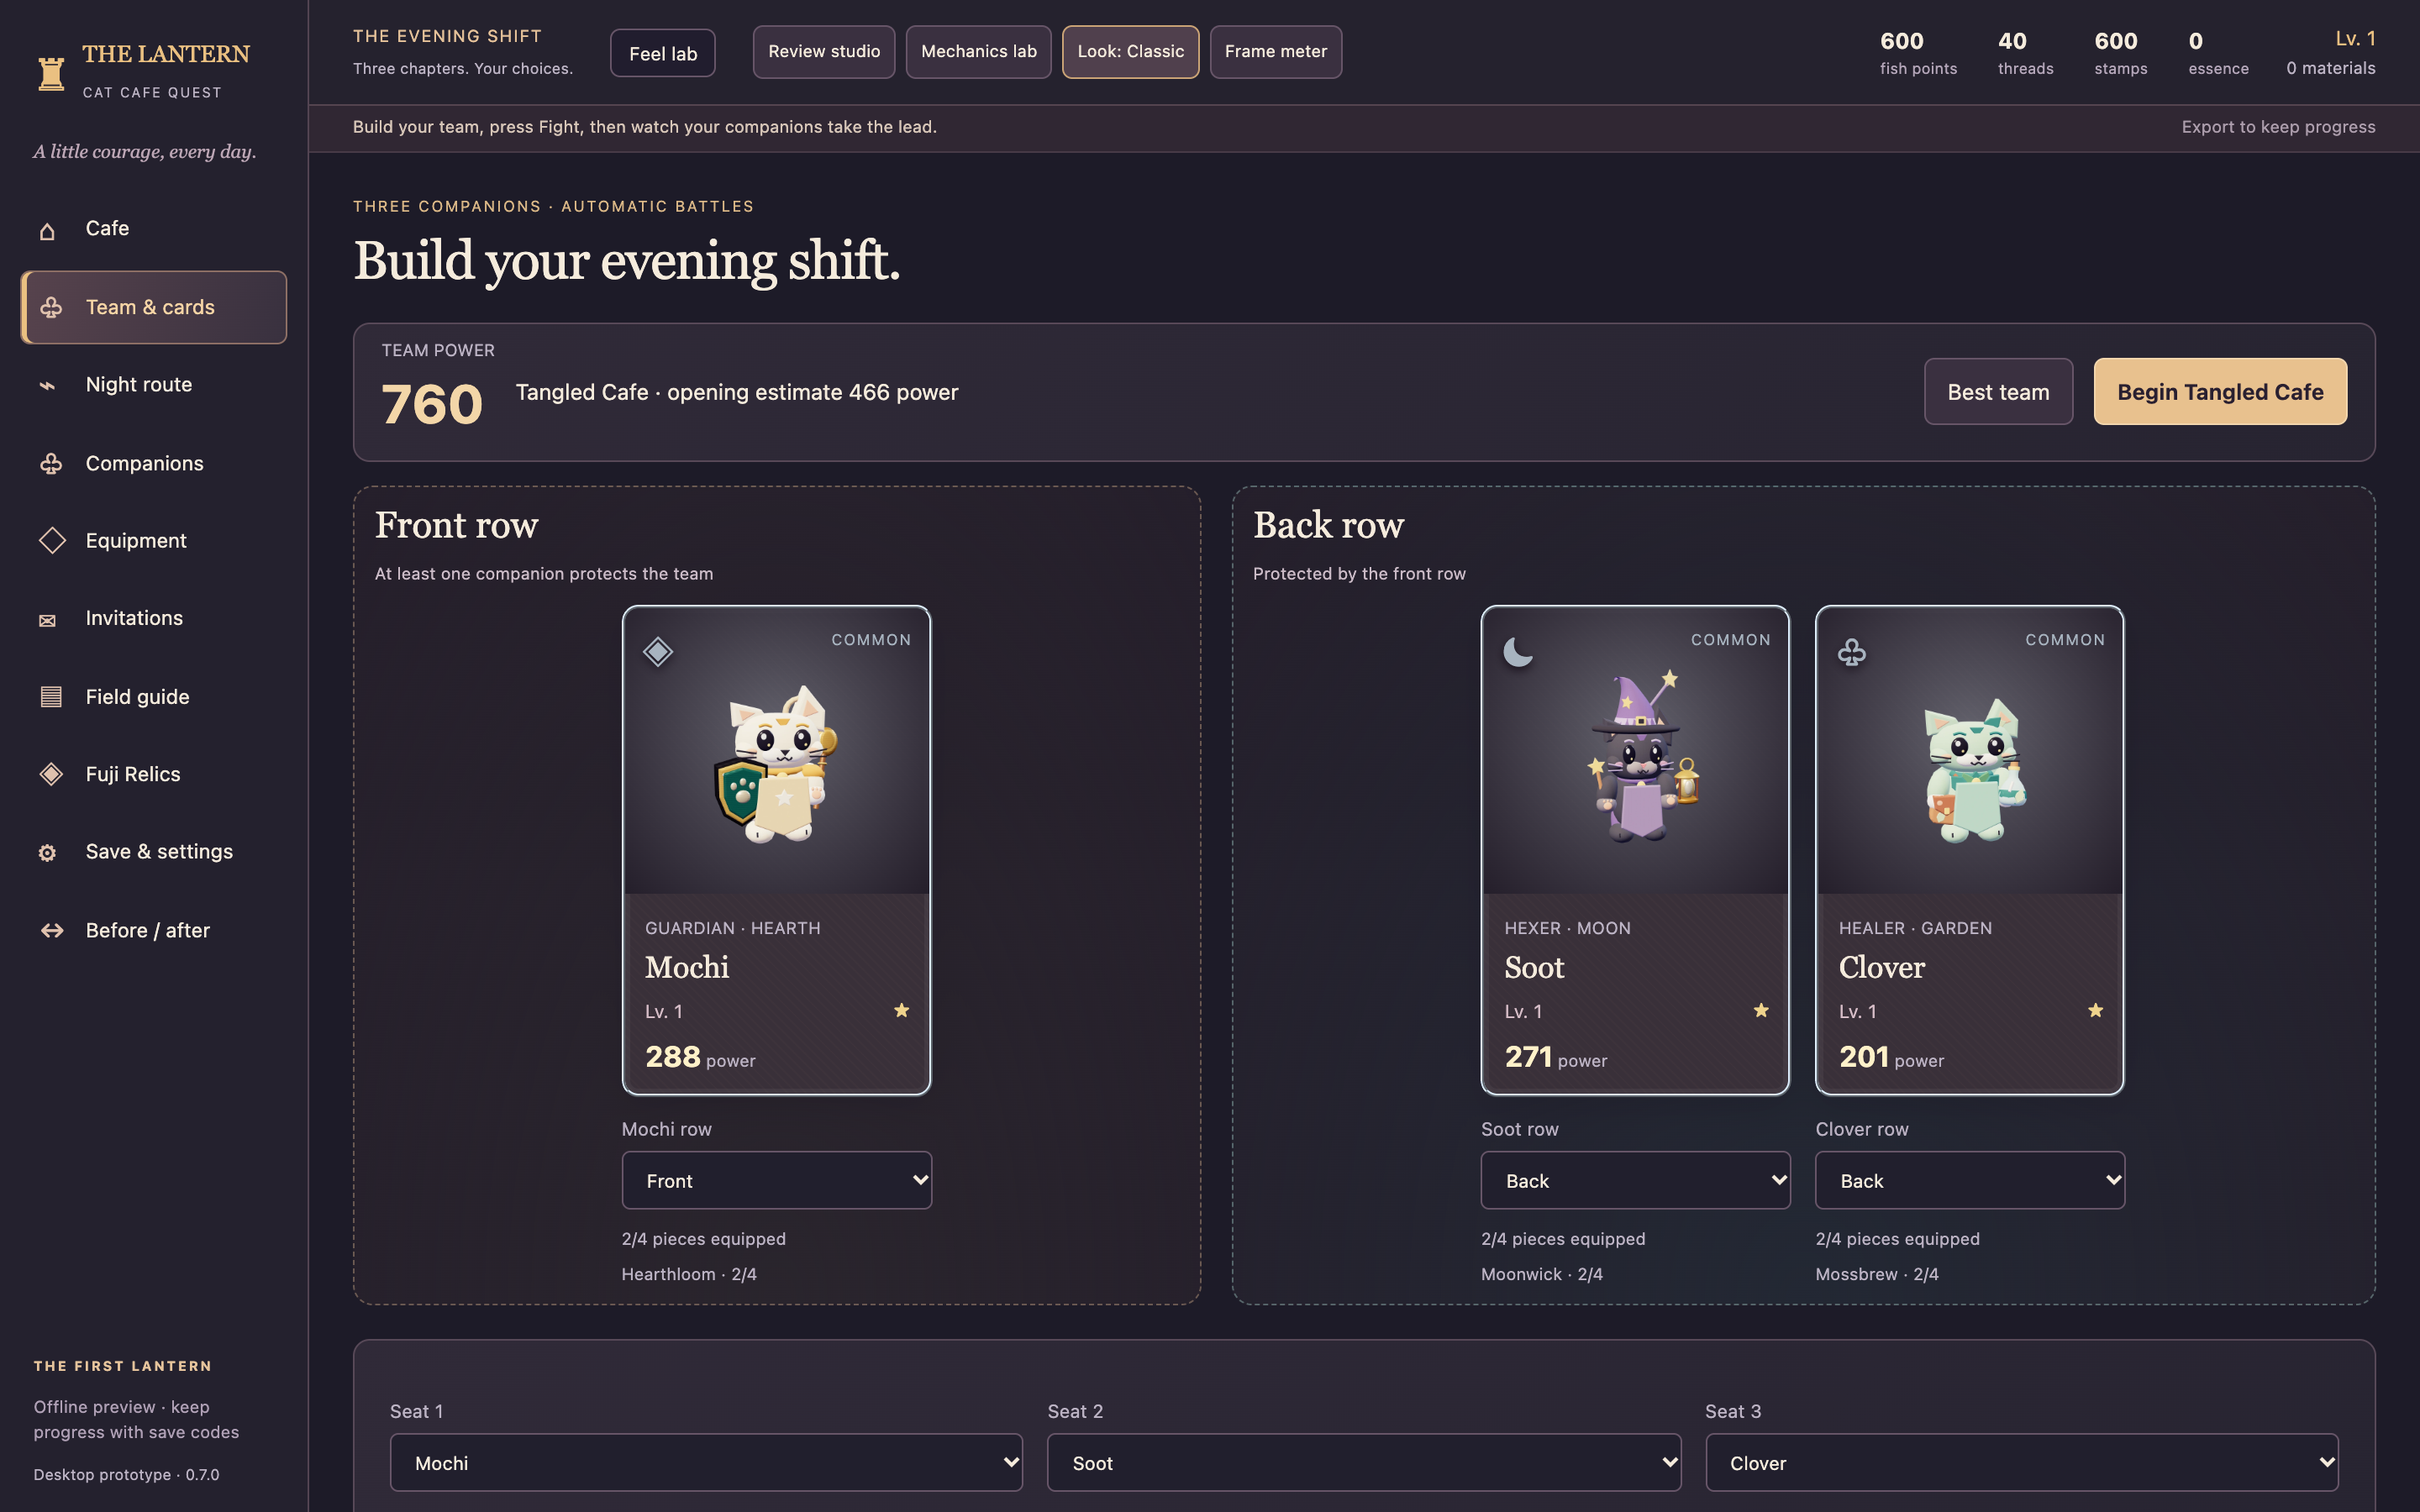 THE LANTERN
CAT CAFE QUEST
A little courage, every day.
Cafe
Team & cards
Night route
Companions
Equipment
Invitations
Field guide
Fuji Relics
Save & settings
Before / after
THE FIRST LANTERN
Offline preview · keep
progress with save codes
Desktop prototype · 0.7.0
THE EVENING SHIFT
Three chapters. Your choices.
Feel lab
Review studio
Mechanics lab
Look: Classic
Frame meter
600
fish points
40
threads
600
stamps
0
essence
Lv. 1
0 materials
Build your team, press Fight, then watch your companions take the lead.
Export to keep progress
THREE COMPANIONS · AUTOMATIC BATTLES
Build your evening shift.
TEAM POWER
760
Tangled Cafe · opening estimate 466 power
Best team
Begin Tangled Cafe
Front row
At least one companion protects the team
COMMON
GUARDIAN · HEARTH
Mochi
Lv. 1
288 power
Mochi row
Front
2/4 pieces equipped
Hearthloom · 2/4
Back row
Protected by the front row
COMMON
HEXER · MOON
Soot
Lv. 1
271 power
Soot row
Back
2/4 pieces equipped
Moonwick · 2/4
COMMON
HEALER · GARDEN
Clover
Lv. 1
201 power
Clover row
Back
2/4 pieces equipped
Mossbrew · 2/4
Seat 1
Mochi
Seat 2
Soot
Seat 3
Clover